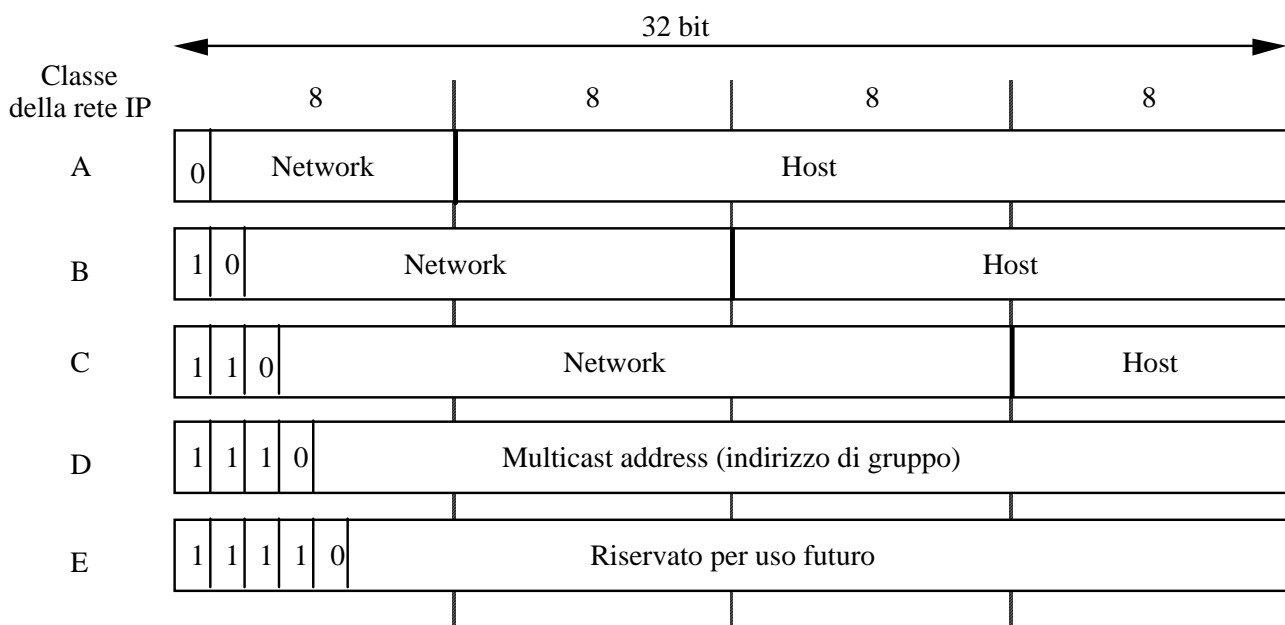 32 bit
Classe
della rete IP
8 8 8 8
A 0 Network Host
B 1 0 Network Host
C 1 1 0 Network Host
D 1 1 1 0 Multicast address (indirizzo di gruppo)
E 1 1 1 1 0 Riservato per uso futuro